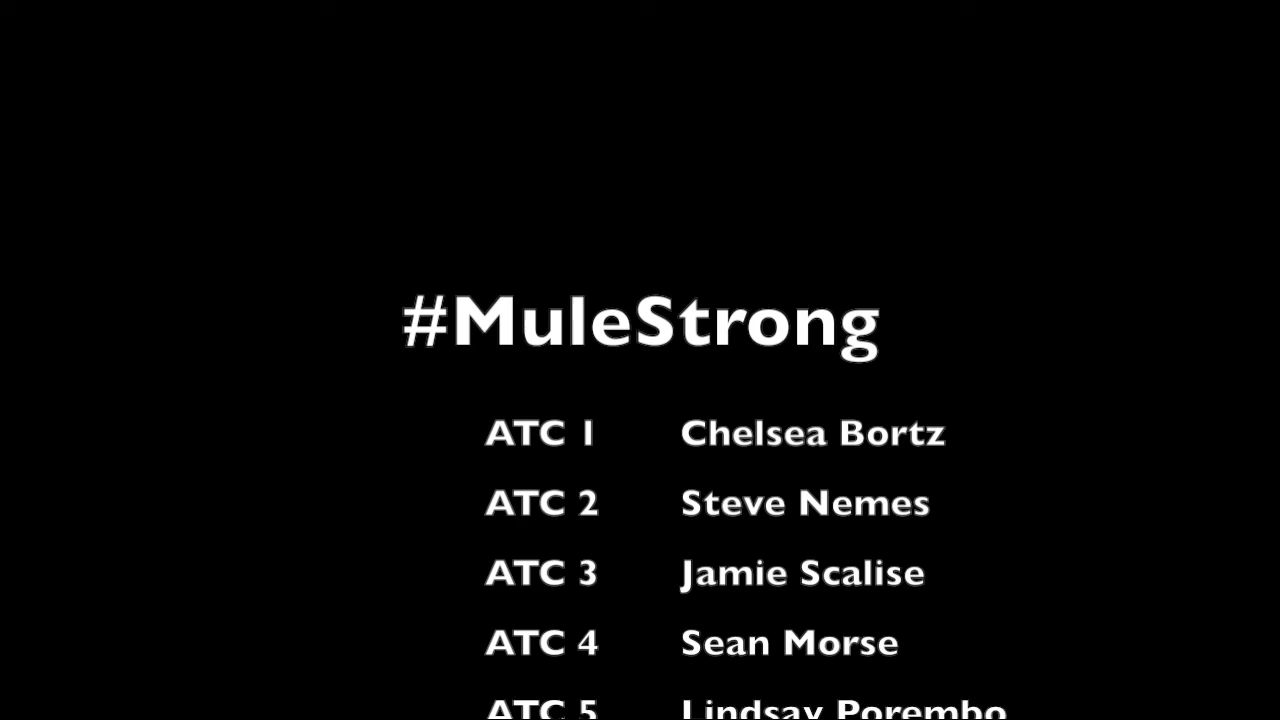 #MuleStrong
ATC 1 Chelsea Bortz
ATC 2 Steve Nemes
ATC 3 Jamie Scalise
ATC 4 Sean Morse
ATC 5 Lindsay Porembo